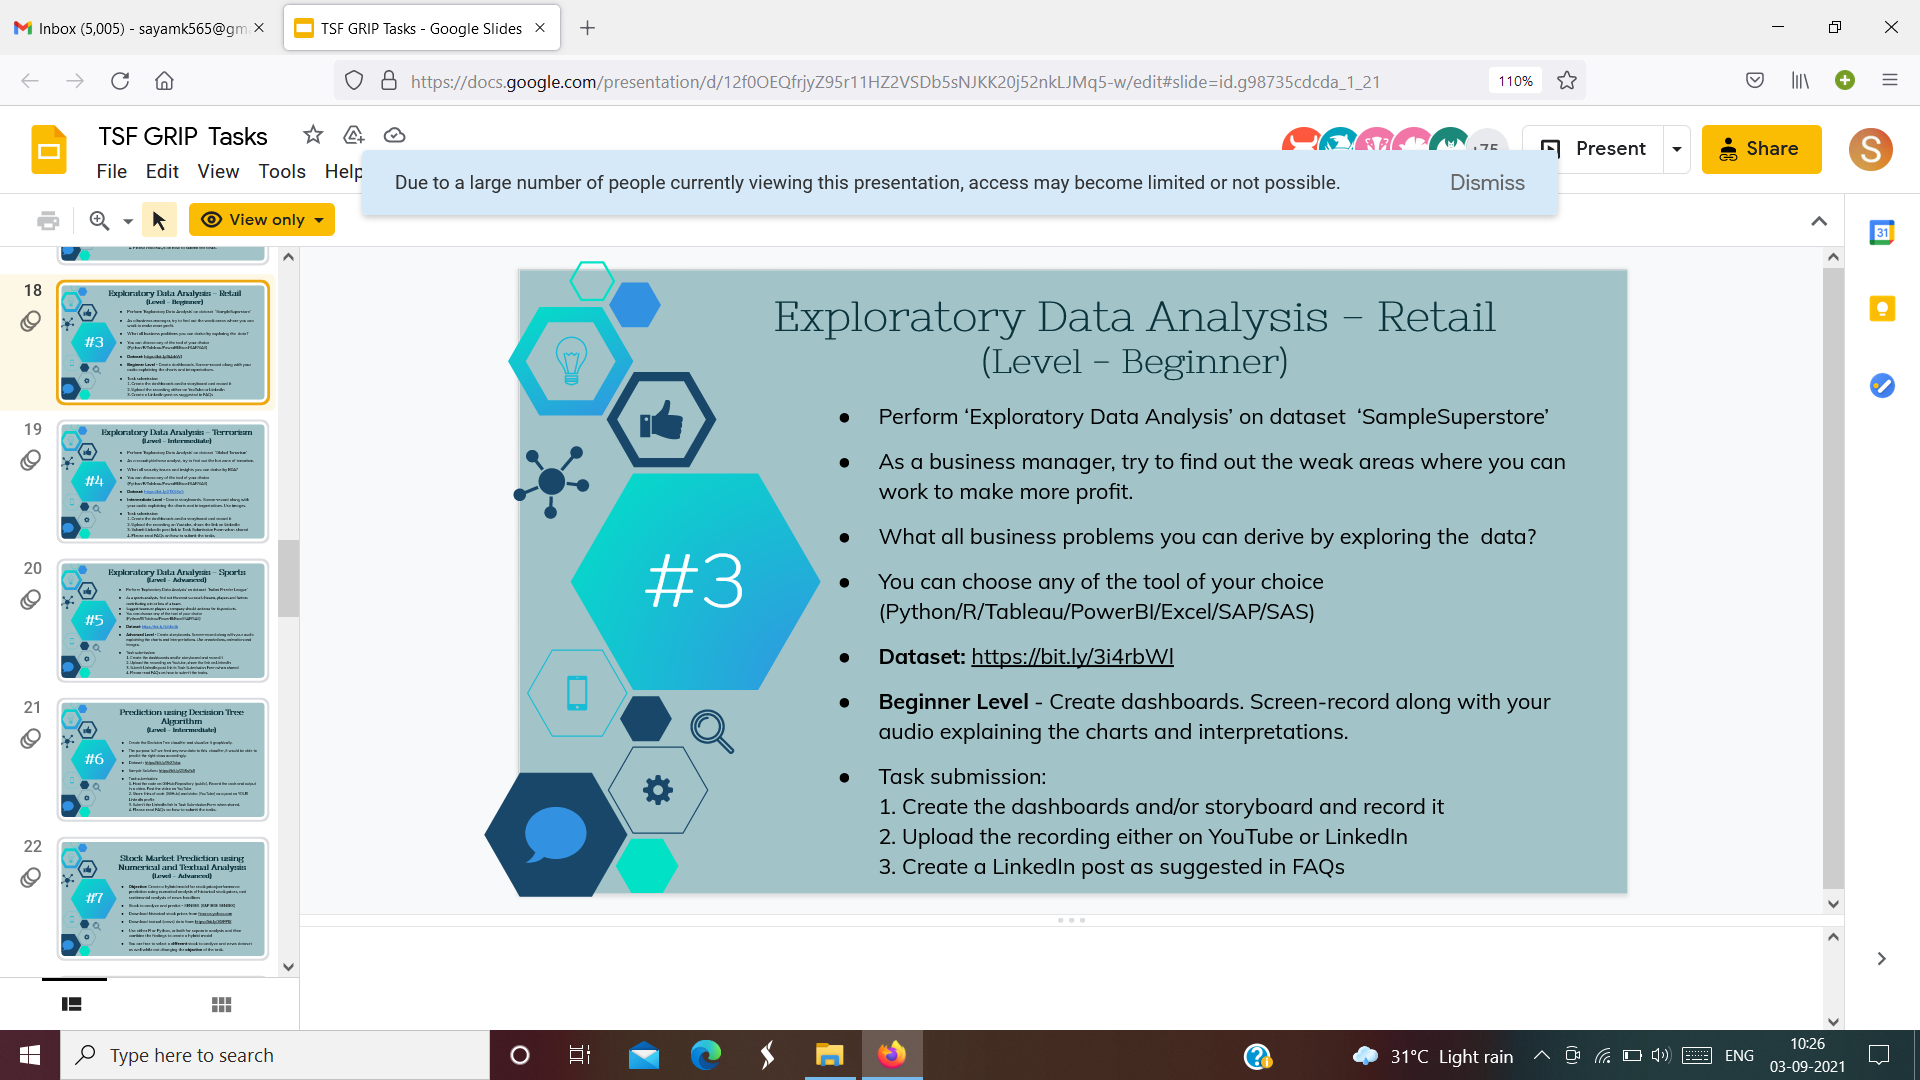 Inbox (5,005) - sayamk565@gm
TSF GRIP Tasks - Google Slides
https://docs.google.com/presentation/d/12f0OEQfrjyZ95r11HZ2VSDb5sNJKK20j52nkLJMq5-w/edit#slide=id.g98735cdcda_1_21
110%
TSF GRIP Tasks
File Edit View Tools Help
+75
Present
Share
S
Due to a large number of people currently viewing this presentation, access may become limited or not possible.
Dismiss
View only
31
18
Exploratory Data Analysis - Retail
(Level - Beginner)
#3
19
Exploratory Data Analysis - Terrorism
(Level - Intermediate)
#4
20
Exploratory Data Analysis - Sports
(Level - Advanced)
#5
21
Prediction using Decision Tree
Algorithm
(Level - Intermediate)
#6
22
Stock Market Prediction using
Numerical and Textual Analysis
(Level - Advanced)
#7
Exploratory Data Analysis - Retail
(Level - Beginner)
#3
● Perform ‘Exploratory Data Analysis’ on dataset ‘SampleSuperstore’
● As a business manager, try to find out the weak areas where you can
work to make more profit.
● What all business problems you can derive by exploring the data?
● You can choose any of the tool of your choice
(Python/R/Tableau/PowerBI/Excel/SAP/SAS)
● Dataset: https://bit.ly/3i4rbWl
● Beginner Level - Create dashboards. Screen-record along with your
audio explaining the charts and interpretations.
● Task submission:
1. Create the dashboards and/or storyboard and record it
2. Upload the recording either on YouTube or LinkedIn
3. Create a LinkedIn post as suggested in FAQs
Type here to search
31°C Light rain
ENG
10:26
03-09-2021